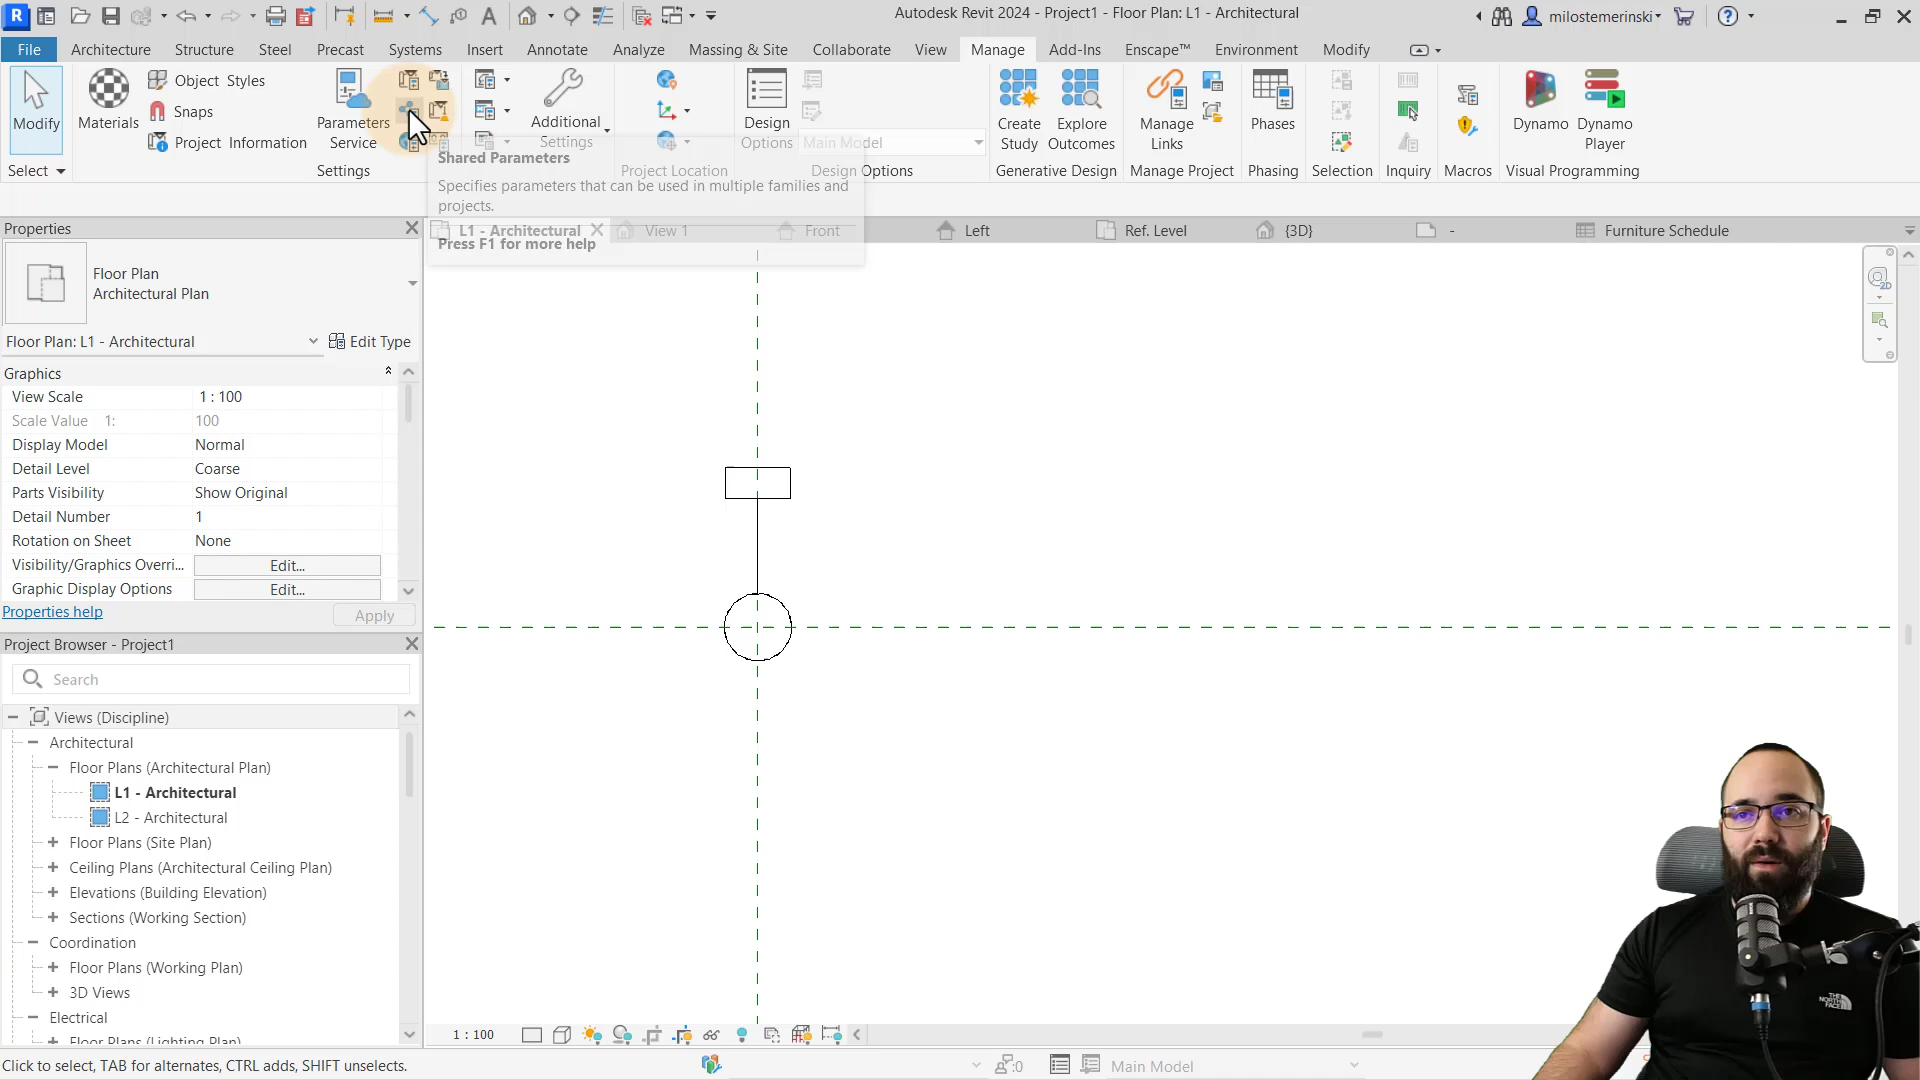 Autodesk Revit 2024 - Project1 - Floor Plan: L1 - Architectural
milostemerinski
File Architecture Structure Steel Precast Systems Insert Annotate Analyze Massing & Site Collaborate View Manage Add-Ins Enscape™ Environment Modify
Modify
Materials
Object Styles
Snaps
Project Information
Parameters
Service
Additional
Settings
Design
Options
Main Model
Create
Study
Explore
Outcomes
Manage
Links
Phases
Dynamo
Dynamo
Player
Select
Settings
Project Location
Design Options
Generative Design
Manage Project
Phasing
Selection
Inquiry
Macros
Visual Programming
Shared Parameters
Specifies parameters that can be used in multiple families and
projects.
Press F1 for more help
L1 - Architectural
View 1
Front
Left
Ref. Level
{3D}
-
Furniture Schedule
Properties
Floor Plan
Architectural Plan
Floor Plan: L1 - Architectural
Edit Type
Graphics
View Scale 1 : 100
Scale Value 1: 100
Display Model Normal
Detail Level Coarse
Parts Visibility Show Original
Detail Number 1
Rotation on Sheet None
Visibility/Graphics Overri... Edit...
Graphic Display Options Edit...
Properties help
Apply
Project Browser - Project1
Search
Views (Discipline)
Architectural
Floor Plans (Architectural Plan)
L1 - Architectural
L2 - Architectural
Floor Plans (Site Plan)
Ceiling Plans (Architectural Ceiling Plan)
Elevations (Building Elevation)
Sections (Working Section)
Coordination
Floor Plans (Working Plan)
3D Views
Electrical
Floor Plans (Lighting Plan)
2D
THE
NORTH
FACE
1 : 100
Click to select, TAB for alternates, CTRL adds, SHIFT unselects.
:0
Main Model